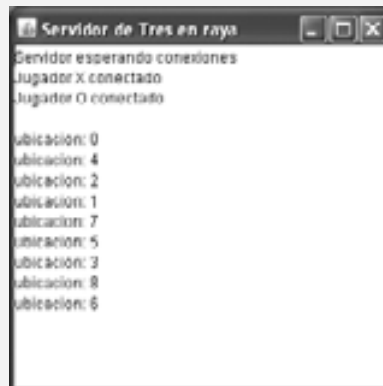 Servidor de Tres en raya
Servidor esperando conexiones
Jugador X conectado
Jugador O conectado
ubicacion: 0
ubicacion: 4
ubicacion: 2
ubicacion: 1
ubicacion: 7
ubicacion: 5
ubicacion: 3
ubicacion: 8
ubicacion: 6